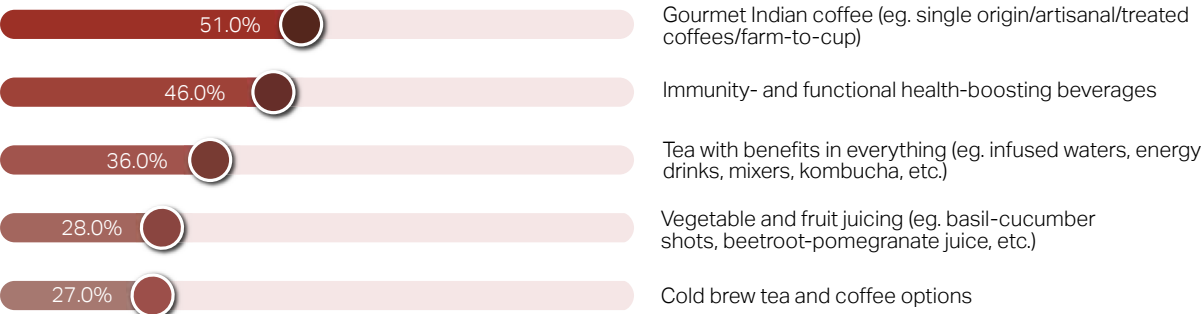 51.0%
Gourmet Indian coffee (eg. single origin/artisanal/treated
coffees/farm-to-cup)
46.0%
Immunity- and functional health-boosting beverages
36.0%
Tea with benefits in everything (eg. infused waters, energy
drinks, mixers, kombucha, etc.)
28.0%
Vegetable and fruit juicing (eg. basil-cucumber
shots, beetroot-pomegranate juice, etc.)
27.0%
Cold brew tea and coffee options